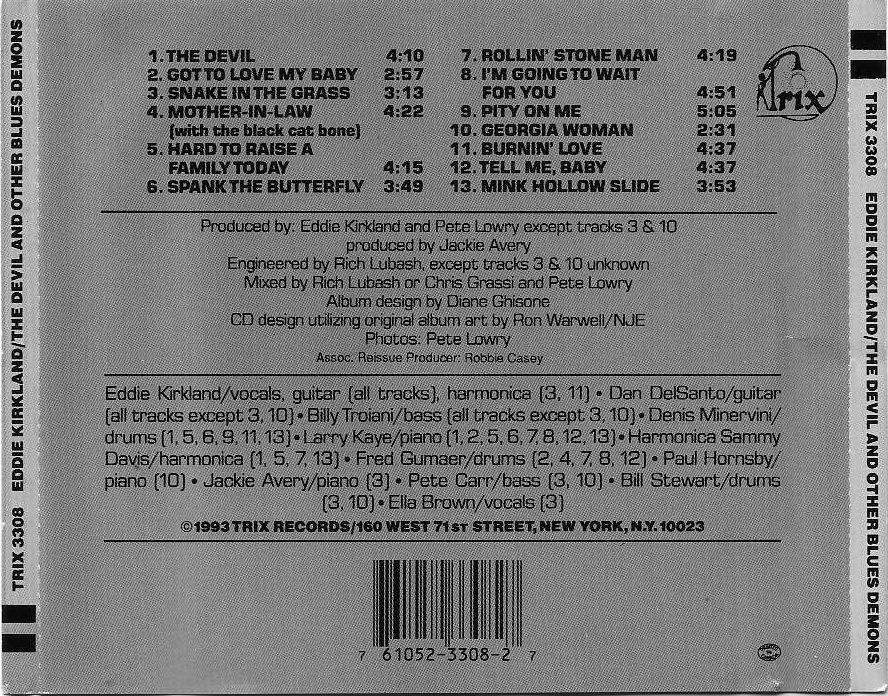 TRIX 3308 EDDIE KIRKLAND/THE DEVIL AND OTHER BLUES DEMONS
1. THE DEVIL 4:10
2. GOT TO LOVE MY BABY 2:57
3. SNAKE IN THE GRASS 3:13
4. MOTHER-IN-LAW 4:22
(with the black cat bone)
5. HARD TO RAISE A
FAMILY TODAY 4:15
6. SPANK THE BUTTERFLY 3:49
7. ROLLIN' STONE MAN 4:19
8. I'M GOING TO WAIT
FOR YOU 4:51
9. PITY ON ME 5:05
10. GEORGIA WOMAN 2:31
11. BURNIN' LOVE 4:37
12. TELL ME, BABY 4:37
13. MINK HOLLOW SLIDE 3:53
Trix
Produced by: Eddie Kirkland and Pete Lowry except tracks 3 & 10
produced by Jackie Avery
Engineered by Rich Lubash, except tracks 3 & 10 unknown
Mixed by Rich Lubash or Chris Grassi and Pete Lowry
Album design by Diane Ghisone
CD design utilizing original album art by Ron Warwell/NJE
Photos: Pete Lowry
Assoc. Reissue Producer: Robbie Casey
Eddie Kirkland/vocals, guitar (all tracks), harmonica (3, 11) • Dan DelSanto/guitar
(all tracks except 3, 10) • Billy Troiani/bass (all tracks except 3, 10) • Denis Minervini/
drums (1, 5, 6, 9, 11, 13) • Larry Kaye/piano (1, 2, 5, 6, 7, 8, 12, 13) • Harmonica Sammy
Davis/harmonica (1, 5, 7, 13) • Fred Gumaer/drums (2, 4, 7, 8, 12) • Paul Hornsby/
piano (10) • Jackie Avery/piano (3) • Pete Carr/bass (3, 10) • Bill Stewart/drums
(3, 10) • Ella Brown/vocals (3)
©1993 TRIX RECORDS/160 WEST 71ST STREET, NEW YORK, N.Y. 10023
7 61052-3308-2 7
TRIX 3308 EDDIE KIRKLAND/THE DEVIL AND OTHER BLUES DEMONS